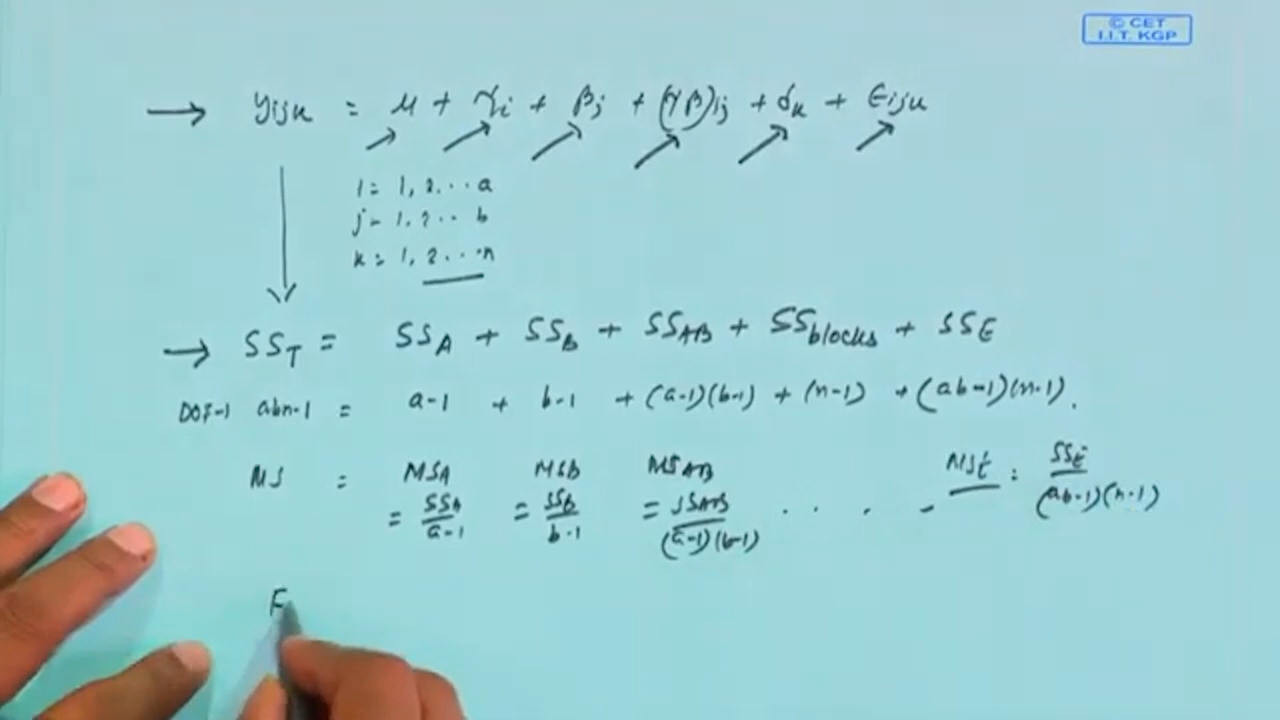 © CET
I.I.T. KGP
yijk = μ + τi + βj + (τβ)ij + δk + ϵijk
i = 1, 2 ... a
j = 1, 2 .. b
k = 1, 2 ... n
SST = SSA + SSB + SSAB + SSblocks + SSE
DOF-1 abn-1 = a-1 + b-1 + (a-1)(b-1) + (n-1) + (ab-1)(n-1).
MS = MSA MSB MSAB MSE = SSE/(ab-1)(n-1)
= SSA/a-1 = SSB/b-1 = SSAB/(a-1)(b-1) . . . -
F